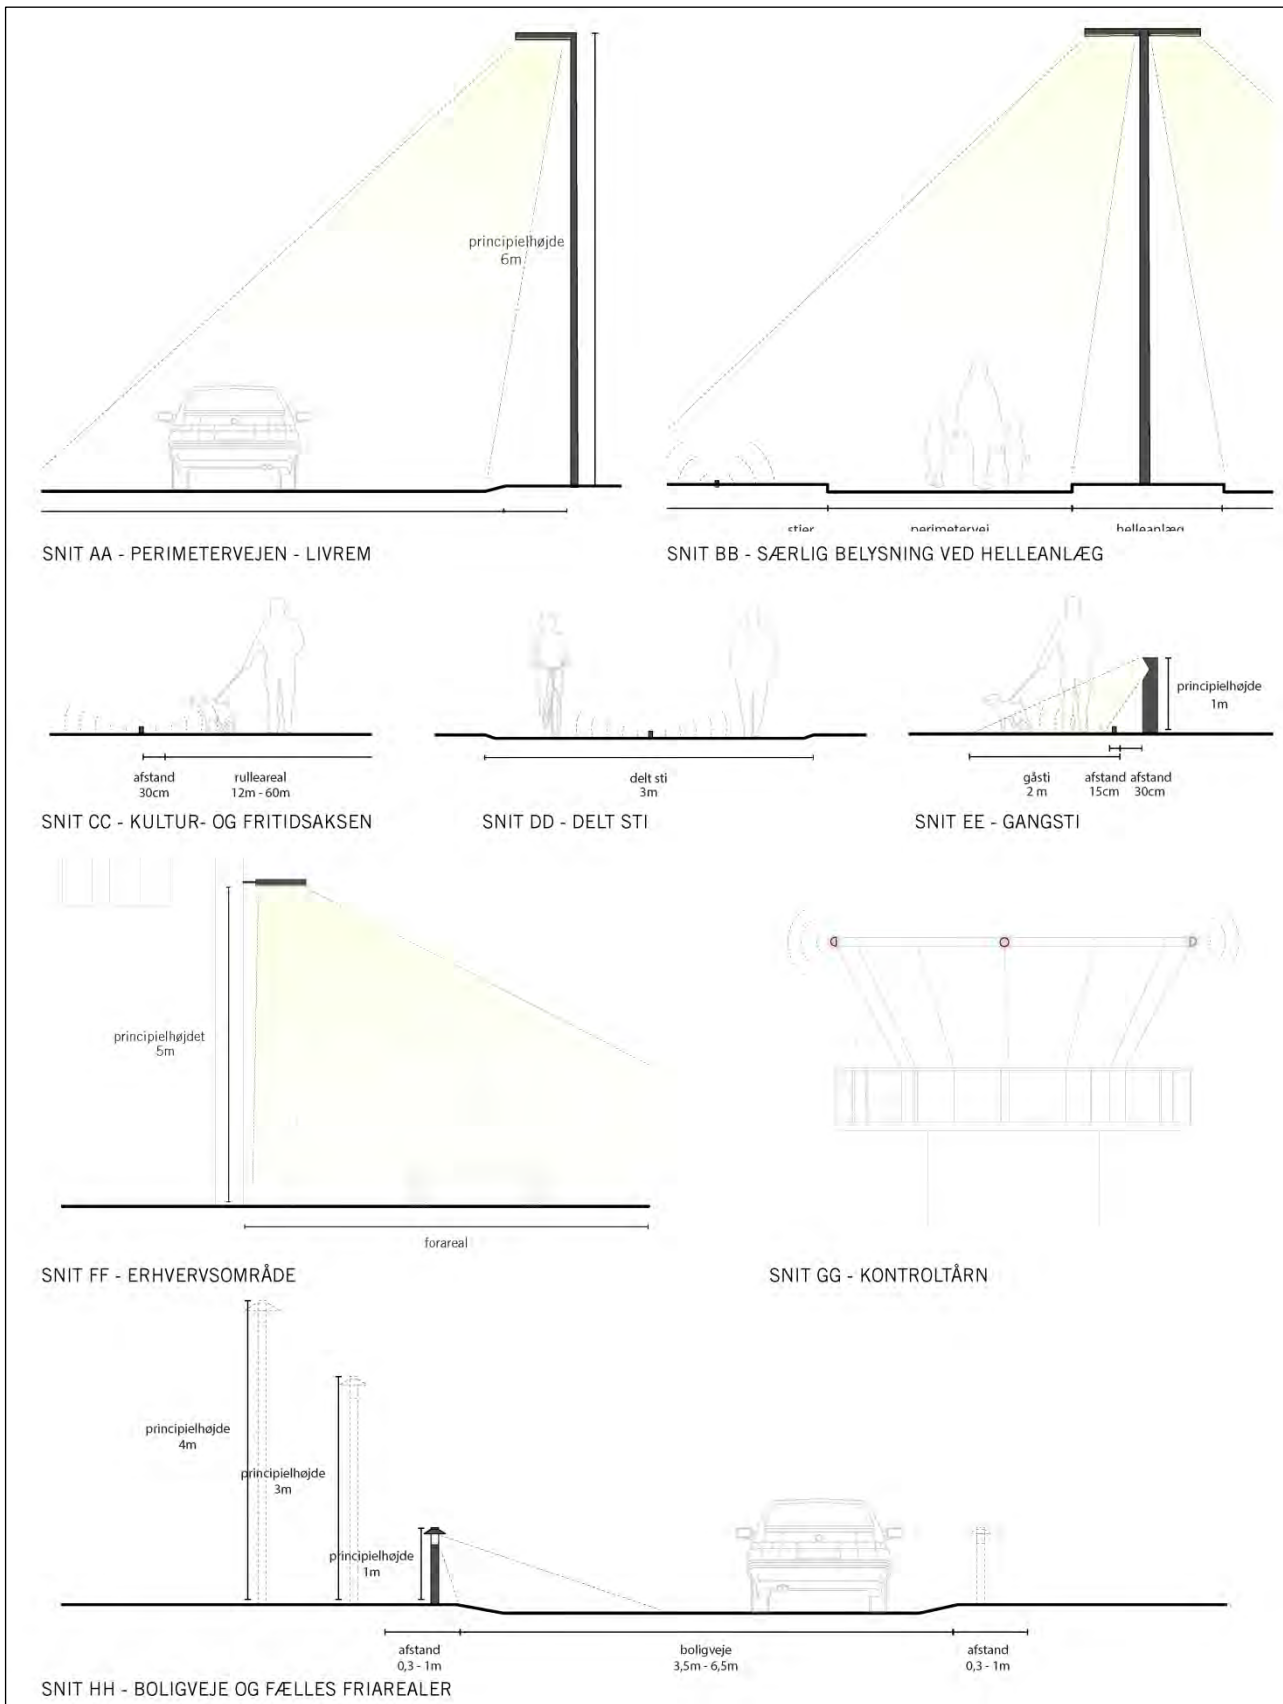 principielhøjde
6m
stier
perimetervej
helleanlæg
SNIT AA - PERIMETERVEJEN - LIVREM
SNIT BB - SÆRLIG BELYSNING VED HELLEANLÆG
principielhøjde
1m
afstand
30cm
rulleareal
12m - 60m
delt sti
3m
gåsti
2 m
afstand
15cm
afstand
30cm
SNIT CC - KULTUR- OG FRITIDSAKSEN
SNIT DD - DELT STI
SNIT EE - GANGSTI
principielhøjdet
5m
forareal
SNIT FF - ERHVERVSOMRÅDE
SNIT GG - KONTROLTÅRN
principielhøjde
4m
principielhøjde
3m
principielhøjde
1m
afstand
0,3 - 1m
boligveje
3,5m - 6,5m
afstand
0,3 - 1m
SNIT HH - BOLIGVEJE OG FÆLLES FRIAREALER